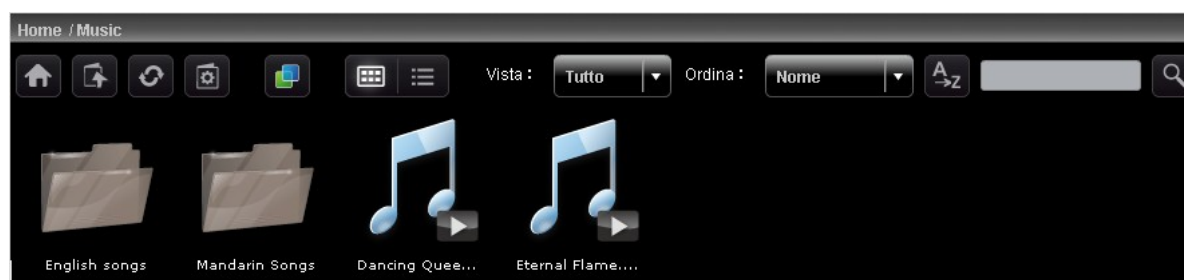 Home / Music
Vista : Tutto Ordina : Nome A Z
English songs Mandarin Songs Dancing Quee... Eternal Flame....